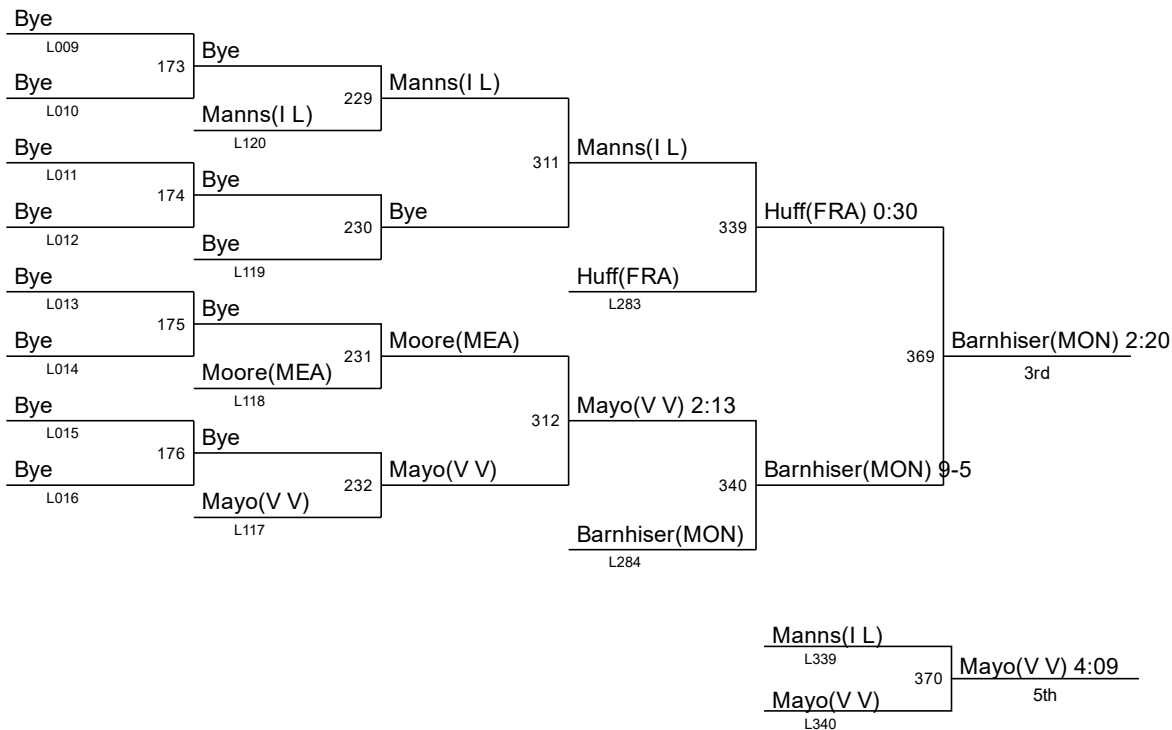 Bye
L009
173 Bye
Bye
L010
229 Manns(I L)
Manns(I L)
L120
Bye
L011
311 Manns(I L)
174 Bye
Bye
L012
230 Bye
339 Huff(FRA) 0:30
Bye
L119
Huff(FRA)
L283
Bye
L013
175 Bye
Bye
L014
231 Moore(MEA)
369 Barnhiser(MON) 2:20
3rd
Moore(MEA)
L118
Bye
L015
312 Mayo(V V) 2:13
176 Bye
Bye
L016
232 Mayo(V V)
340 Barnhiser(MON) 9-5
Mayo(V V)
L117
Barnhiser(MON)
L284
Manns(I L)
L339
370 Mayo(V V) 4:09
5th
Mayo(V V)
L340